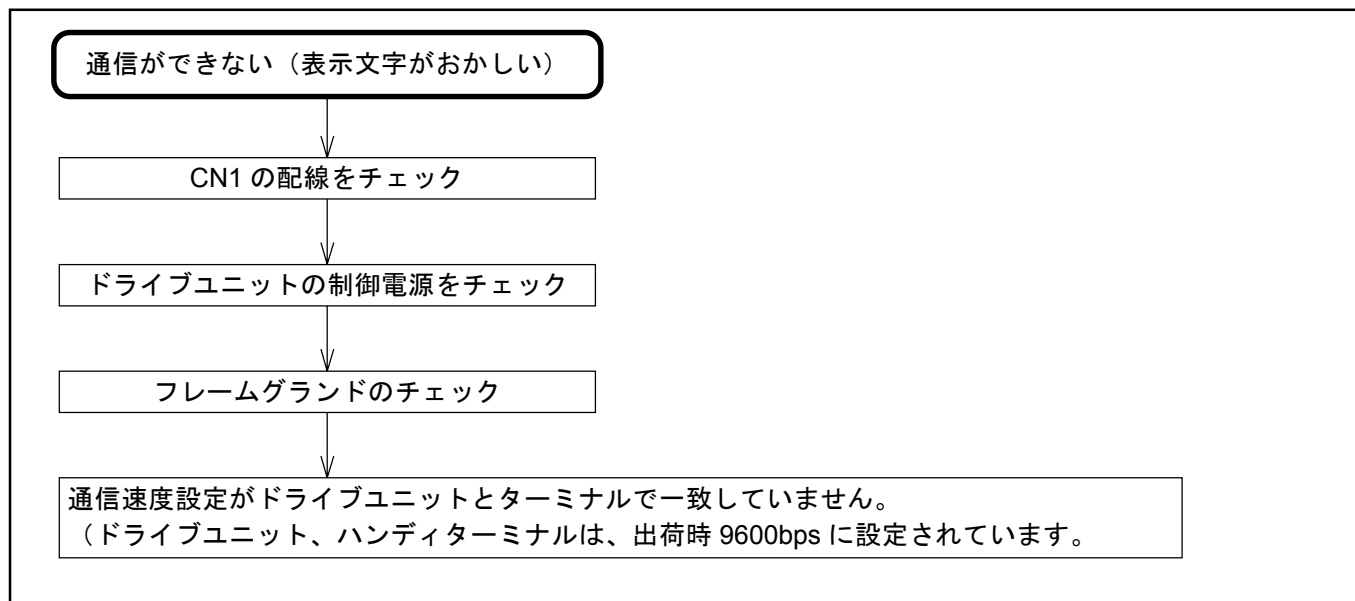 通信ができない（表示文字がおかしい）
CN1 の配線をチェック
ドライブユニットの制御電源をチェック
フレームグランドのチェック
通信速度設定がドライブユニットとターミナルで一致していません。
（ドライブユニット、ハンディターミナルは、出荷時 9600bps に設定されています。